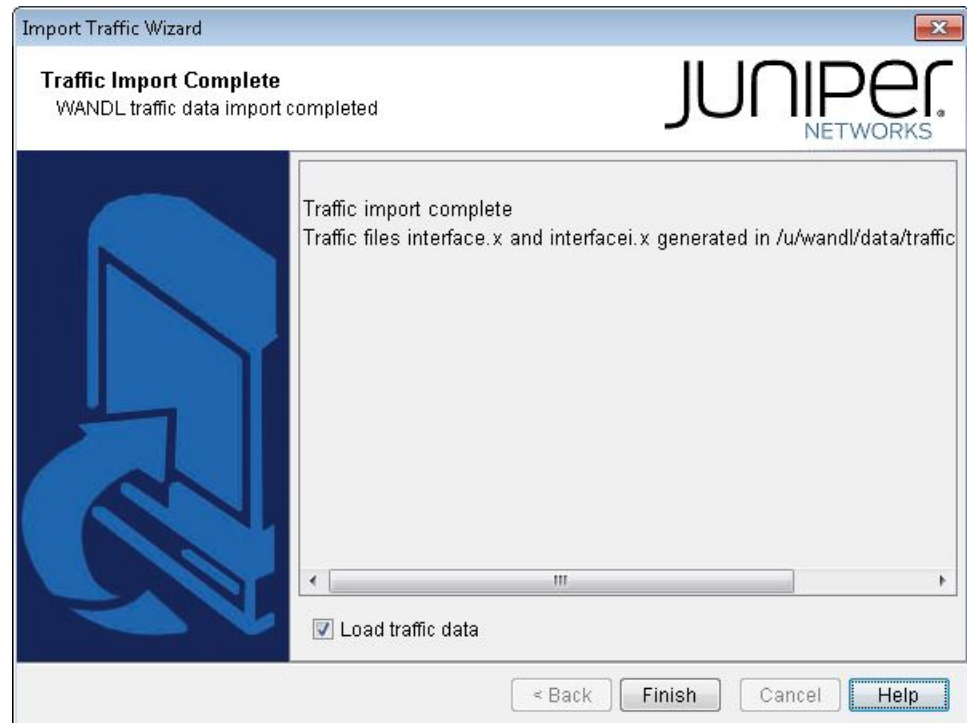 Import Traffic Wizard
Traffic Import Complete
WANDL traffic data import completed
JUNIPER
NETWORKS
Traffic import complete
Traffic files interface.x and interfacei.x generated in /u/wandl/data/traffic
Load traffic data
< Back Finish Cancel Help